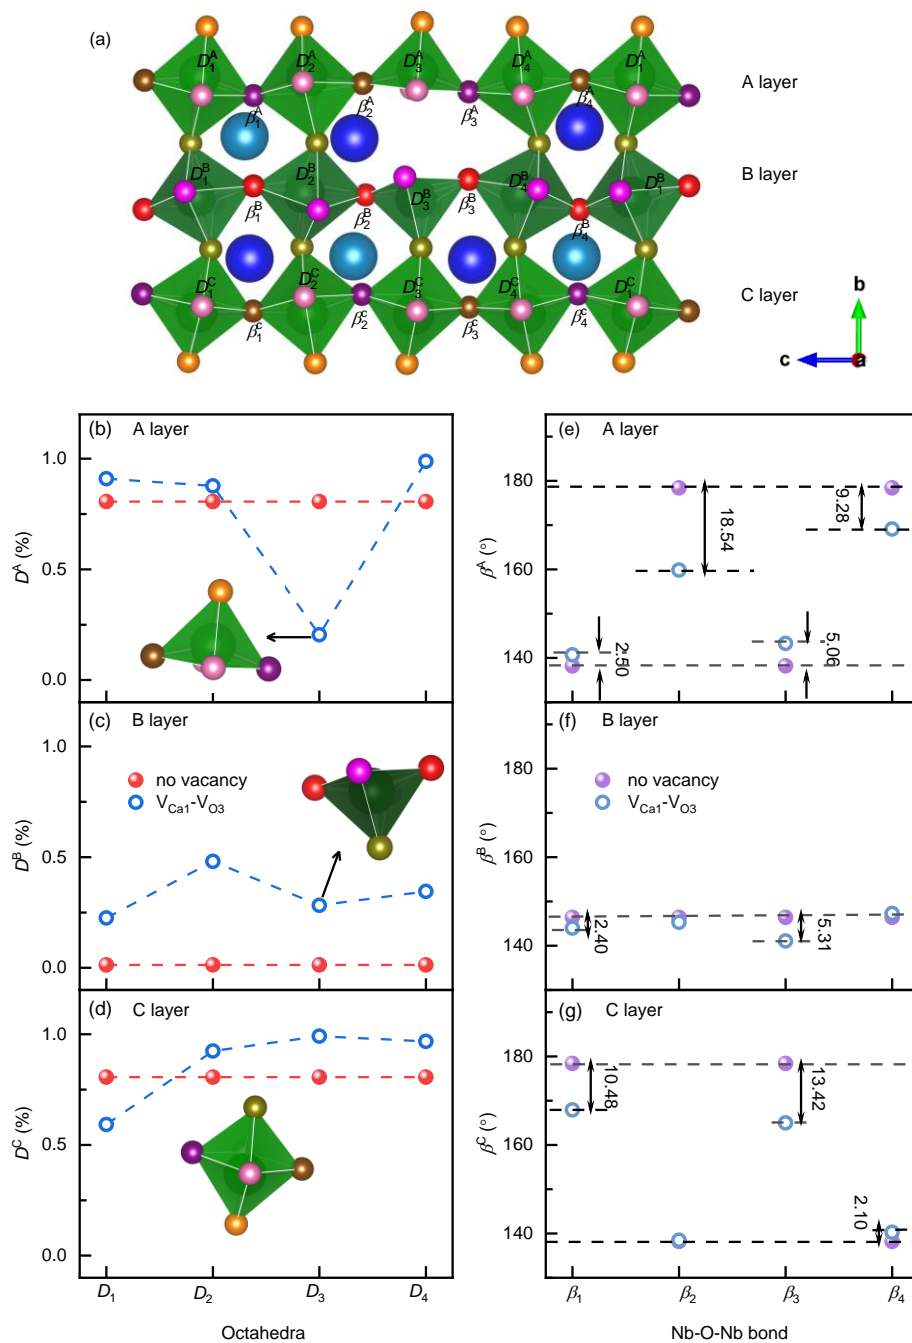 (a)
D₁ᴬ D₂ᴬ D₃ᴬ D₄ᴬ D₁ᴬ
A layer
β₁ᴬ β₂ᴬ β₃ᴬ β₄ᴬ
D₁ᴮ D₂ᴮ D₃ᴮ D₄ᴮ D₁ᴮ
B layer
β₁ᴮ β₂ᴮ β₃ᴮ β₄ᴮ
D₁ᶜ D₂ᶜ D₃ᶜ D₄ᶜ D₁ᶜ
C layer
β₁ᶜ β₂ᶜ β₃ᶜ β₄ᶜ
b
c
a
(b) A layer
1.0
0.5
0.0
Dᴬ (%)
(c) B layer
1.0
0.5
0.0
Dᴮ (%)
no vacancy
V_Ca1-V_O3
(d) C layer
1.0
0.5
0.0
Dᶜ (%)
D₁ D₂ D₃ D₄
Octahedra
(e) A layer
180
160
140
βᴬ (°)
2.50
18.54
5.06
9.28
(f) B layer
180
160
140
βᴮ (°)
no vacancy
V_Ca1-V_O3
2.40
5.31
(g) C layer
180
160
140
βᶜ (°)
10.48
13.42
2.10
β₁ β₂ β₃ β₄
Nb-O-Nb bond